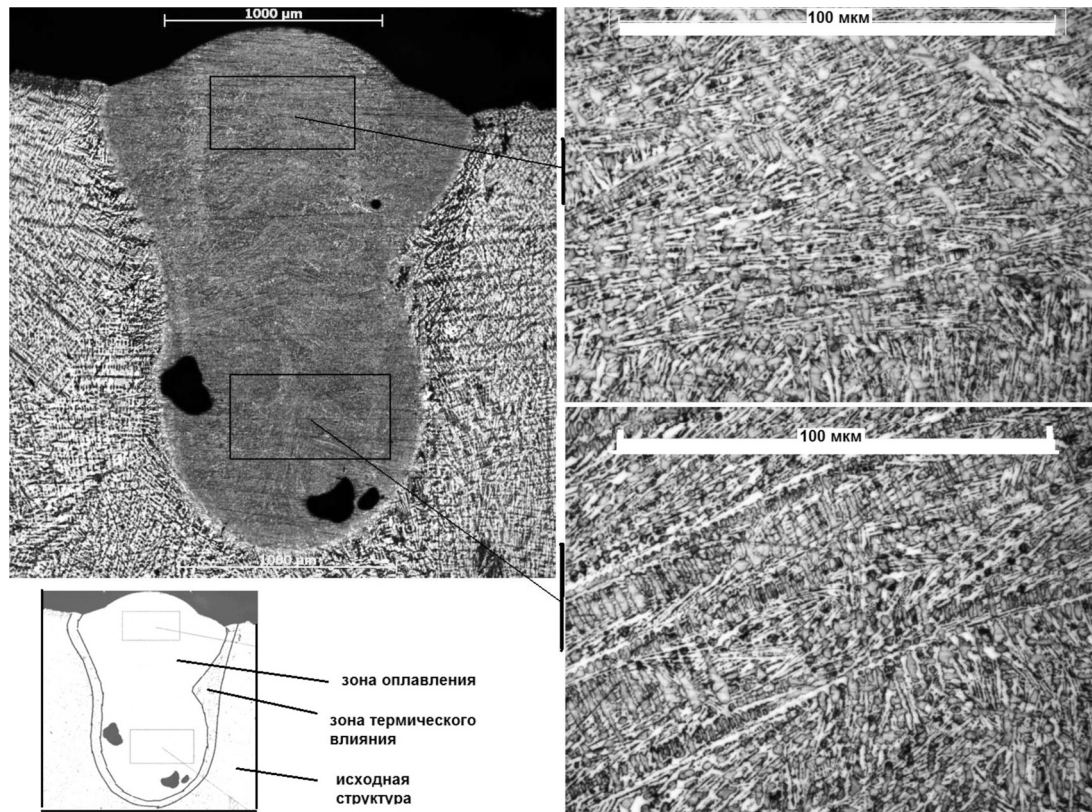 1000 µm
100 мкм
100 мкм
1000 µm
зона оплавления
зона термического
влияния
исходная
структура